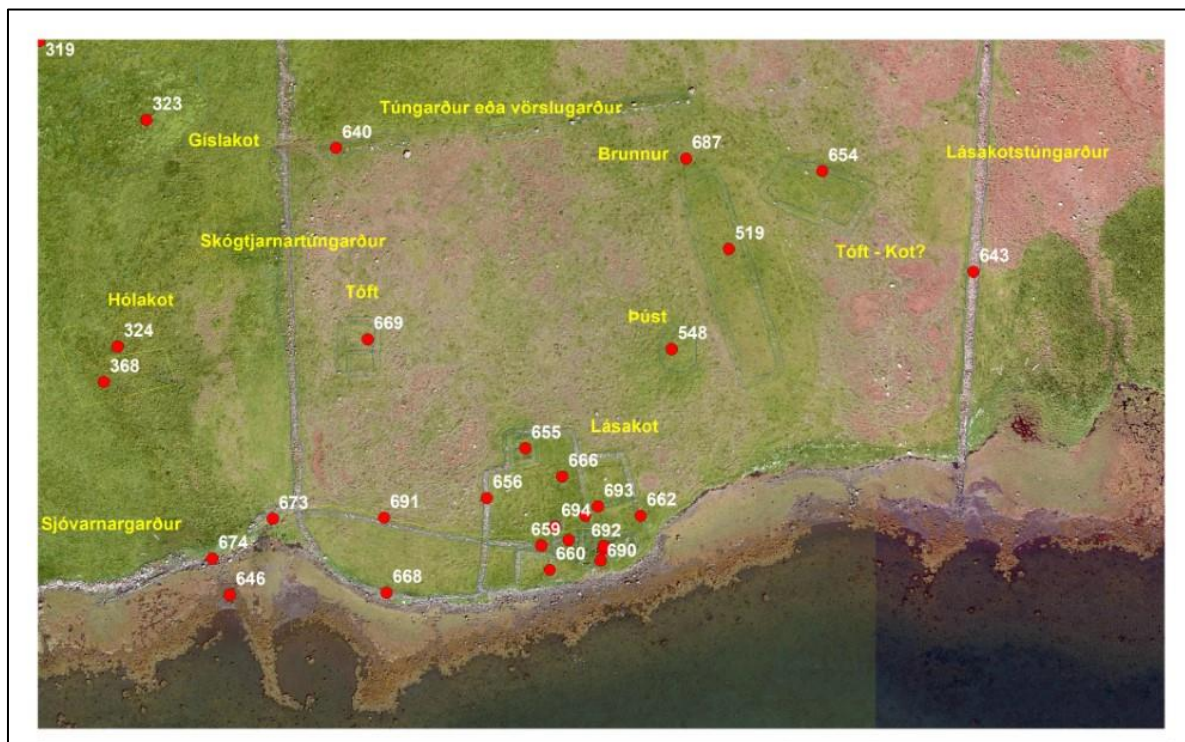 319
323
Túngarður eða vörslugarður
Gíslakot
640
Brunnur
687
654
Lásakotstúngarður
Skógtjarnartúngarður
519
Tóft - Kot?
643
Hólakot
Tóft
324
669
Þúst
548
368
Lásakot
655
666
656
693
673
691
694
662
Sjóvarnargarður
659
692
674
660
690
646
668